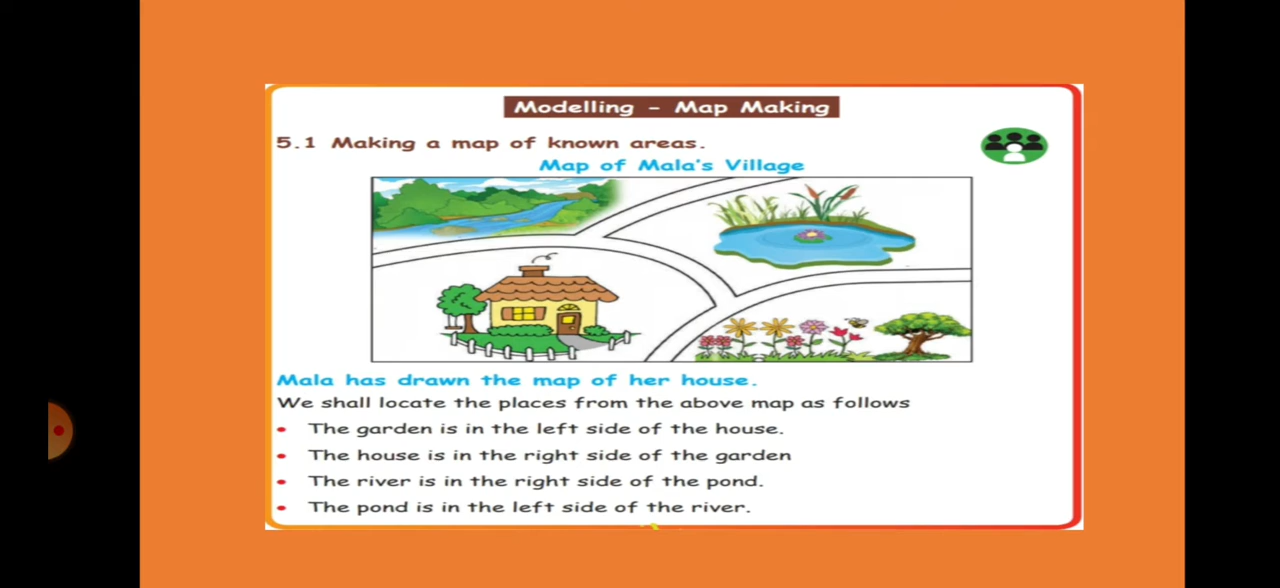 Modelling - Map Making
5.1 Making a map of known areas.
Map of Mala's Village
Mala has drawn the map of her house.
We shall locate the places from the above map as follows
• The garden is in the left side of the house.
• The house is in the right side of the garden
• The river is in the right side of the pond.
• The pond is in the left side of the river.